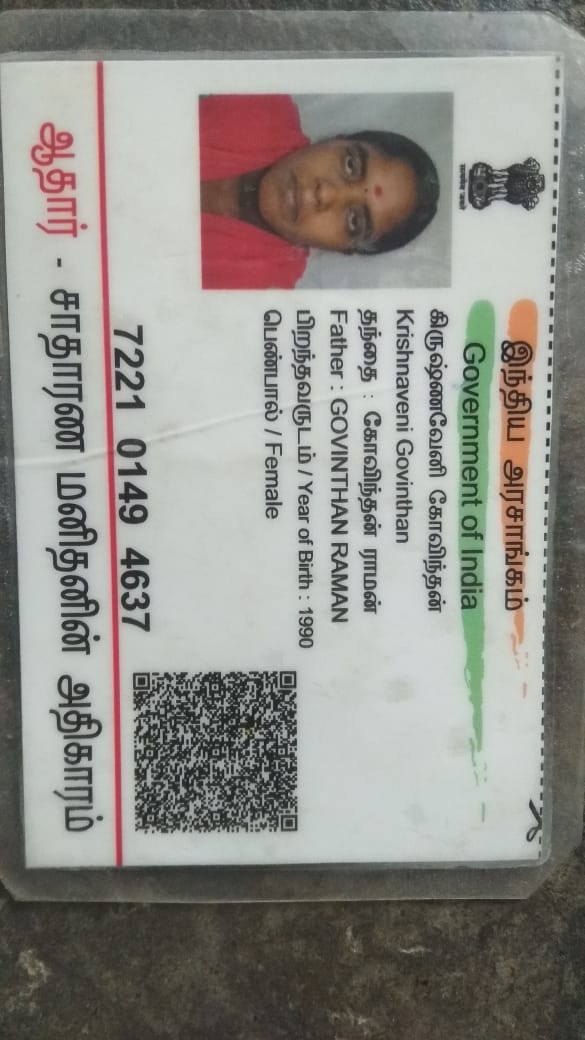 இந்திய அரசாங்கம்
Government of India
சத்யமேவ जयते
கிருஷ்ணவேனி கோவிந்தன்
Krishnaveni Govinthan
தந்தை : கோவிந்தன் ராமன்
Father : GOVINTHAN RAMAN
பிறந்தவருடம் / Year of Birth : 1990
பெண்பால் / Female
7221 0149 4637
ஆதார் - சாதாரண மனிதனின் அதிகாரம்